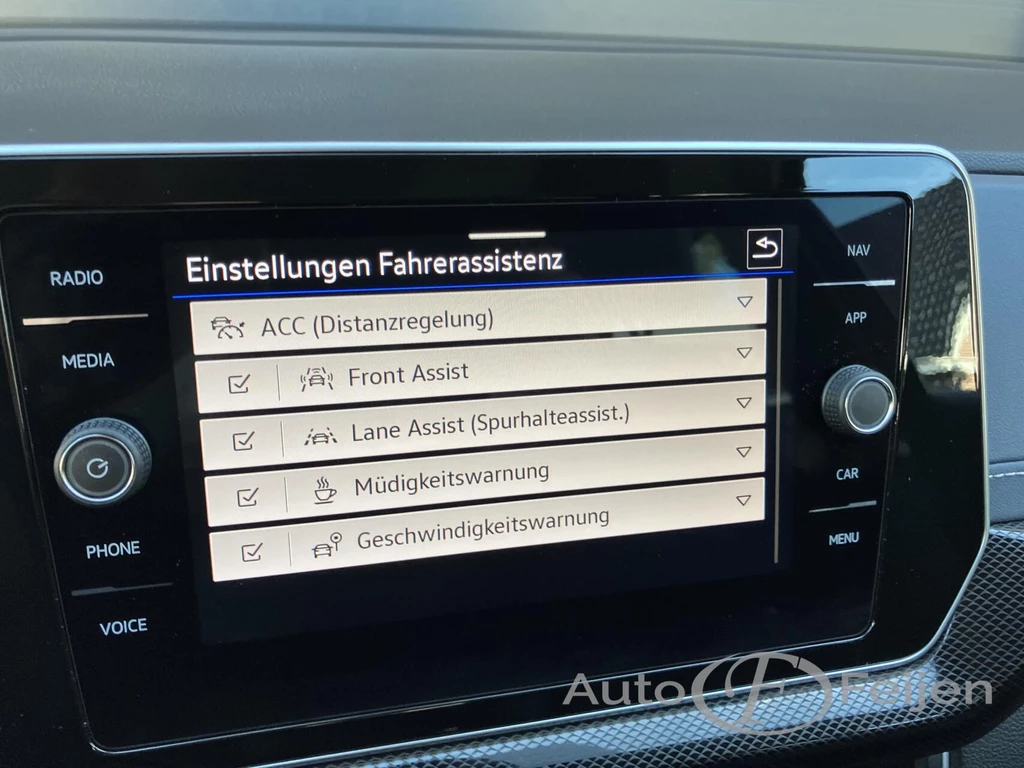 Einstellungen Fahrerassistenz
RADIO
NAV
ACC (Distanzregelung)
APP
MEDIA
Front Assist
Lane Assist (Spurhalteassist.)
Müdigkeitswarnung
CAR
Geschwindigkeitswarnung
PHONE
MENU
VOICE
Auto Feijen